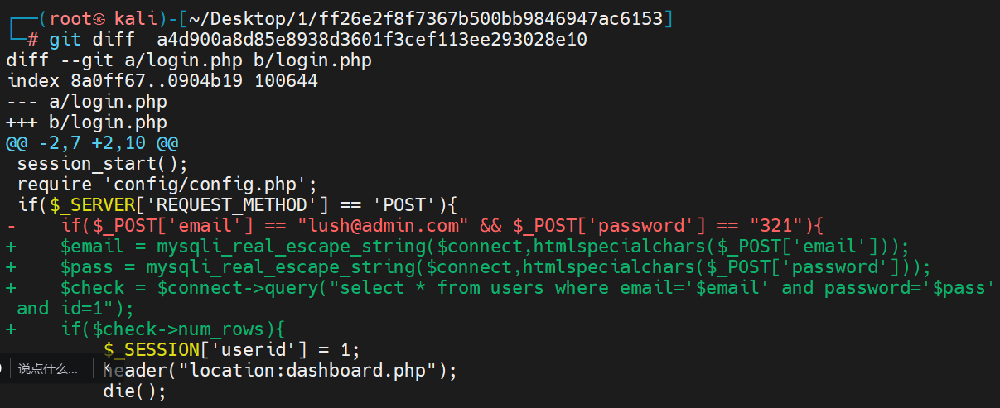 ┌──(root㉿ kali)-[~/Desktop/1/ff26e2f8f7367b500bb9846947ac6153]
└─# git diff  a4d900a8d85e8938d3601f3cef113ee293028e10
diff --git a/login.php b/login.php
index 8a0ff67..0904b19 100644
--- a/login.php
+++ b/login.php
@@ -2,7 +2,10 @@
 session_start();
 require 'config/config.php';
 if($_SERVER['REQUEST_METHOD'] == 'POST'){
-    if($_POST['email'] == "lush@admin.com" && $_POST['password'] == "321"){
+    $email = mysqli_real_escape_string($connect,htmlspecialchars($_POST['email']));
+    $pass = mysqli_real_escape_string($connect,htmlspecialchars($_POST['password']));
+    $check = $connect->query("select * from users where email='$email' and password='$pass'
 and id=1");
+    if($check->num_rows){
         $_SESSION['userid'] = 1;
说点什么...
         header("location:dashboard.php");
         die();